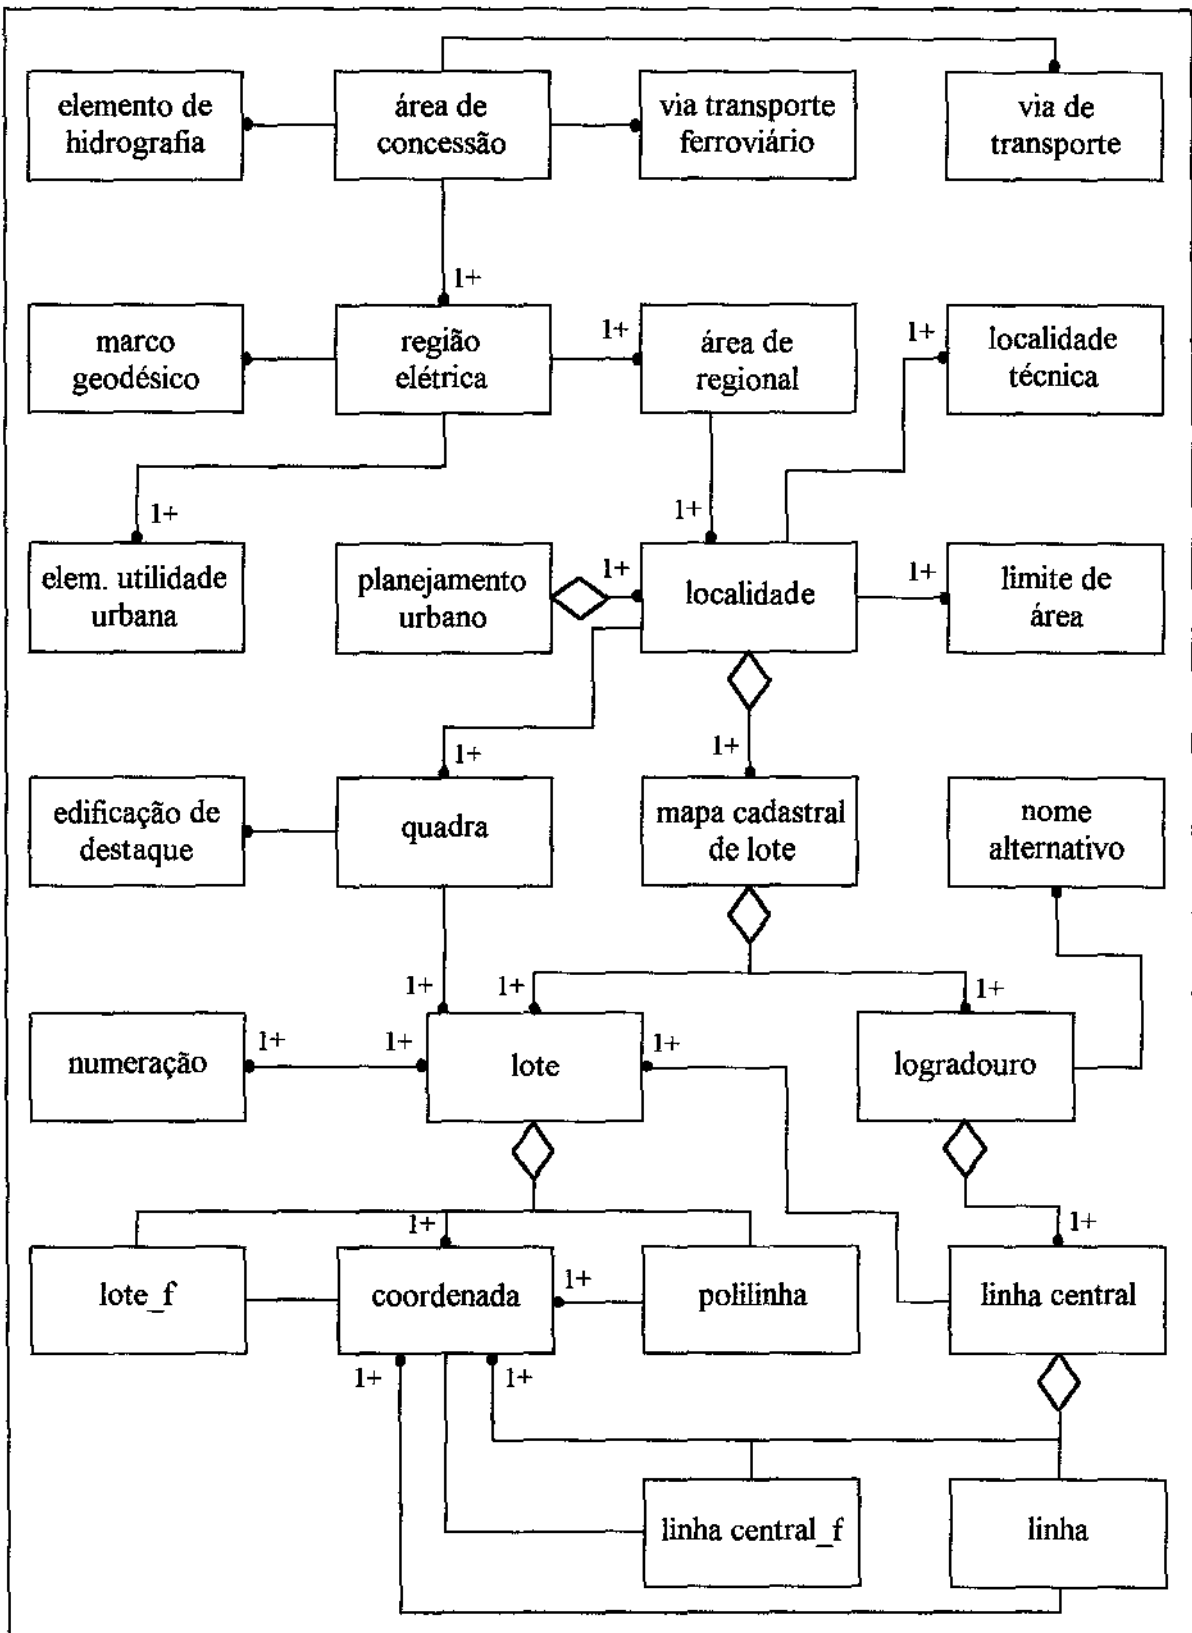 elemento de
hidrografia
área de
concessão
via transporte
ferroviário
via de
transporte
1+
marco
geodésico
região
elétrica
1+
área de
regional
1+
localidade
técnica
1+
1+
elem. utilidade
urbana
planejamento
urbano
1+
localidade
1+
limite de
área
1+
1+
edificação de
destaque
quadra
mapa cadastral
de lote
nome
alternativo
1+
1+
1+
numeração
1+
1+
lote
1+
logradouro
1+
1+
lote_f
coordenada
1+
polilinha
linha central
1+
1+
linha central_f
linha